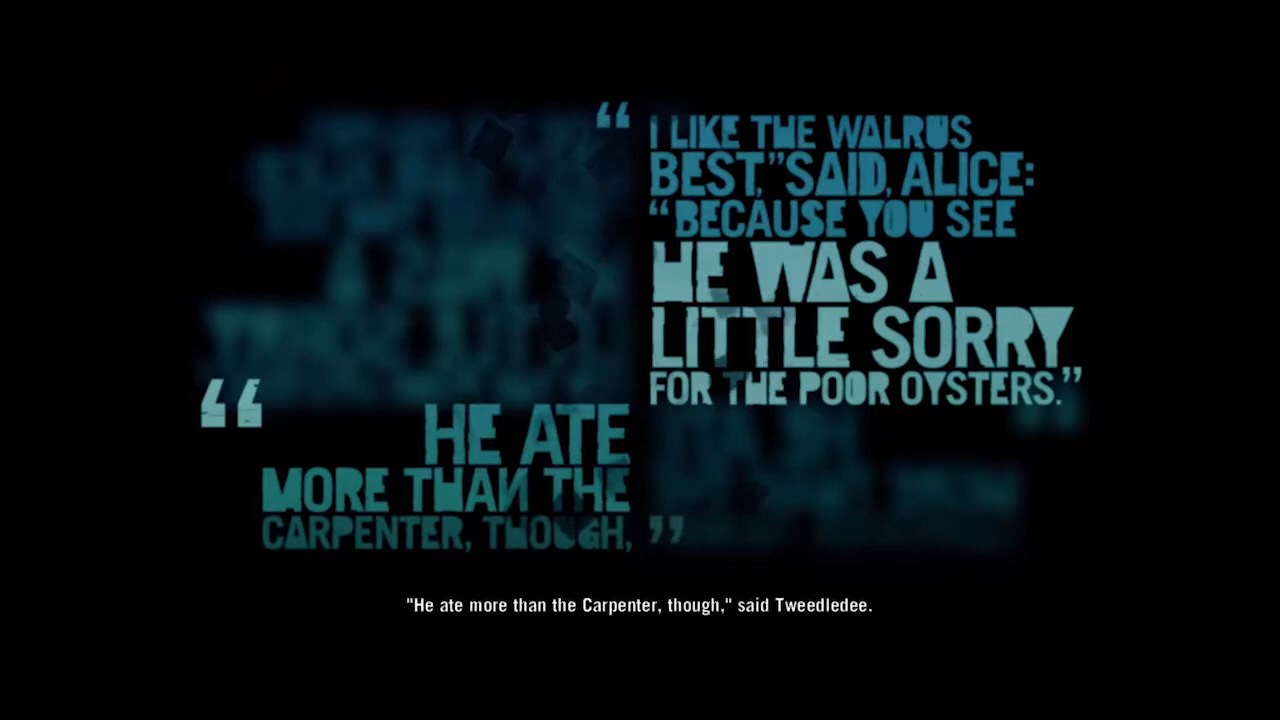 “I LIKE THE WALRUS
BEST,” SAID, ALICE:
“BECAUSE YOU SEE
HE WAS A
LITTLE SORRY
FOR THE POOR OYSTERS.”
“HE ATE
MORE THAN THE
CARPENTER, THOUGH,”
"He ate more than the Carpenter, though," said Tweedledee.